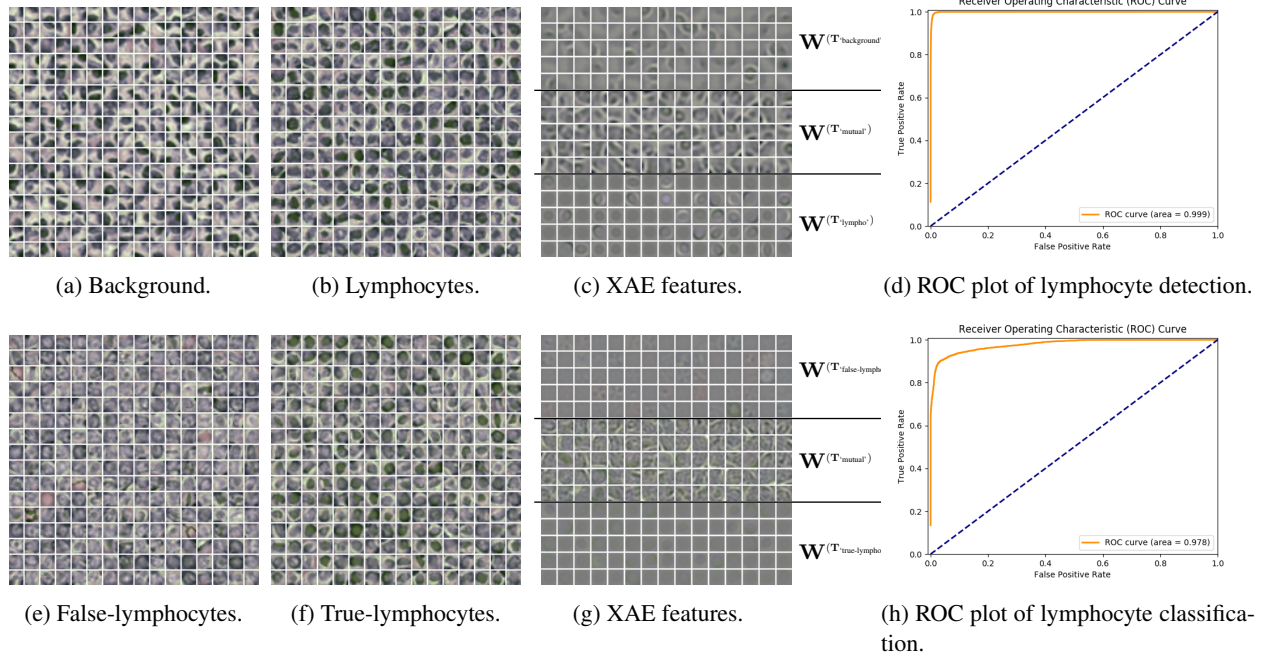 W(T'background'
W(T'mutual')
W(T'lympho')
Receiver Operating Characteristic (ROC) Curve
True Positive Rate
1.0
0.8
0.6
0.4
0.2
0.0
0.0 0.2 0.4 0.6 0.8 1.0
False Positive Rate
ROC curve (area = 0.999)
(a) Background.
(b) Lymphocytes.
(c) XAE features.
(d) ROC plot of lymphocyte detection.
W(T'false-lympho
W(T'mutual')
W(T'true-lympho
Receiver Operating Characteristic (ROC) Curve
True Positive Rate
1.0
0.8
0.6
0.4
0.2
0.0
0.0 0.2 0.4 0.6 0.8 1.0
False Positive Rate
ROC curve (area = 0.978)
(e) False-lymphocytes.
(f) True-lymphocytes.
(g) XAE features.
(h) ROC plot of lymphocyte classifica-
tion.